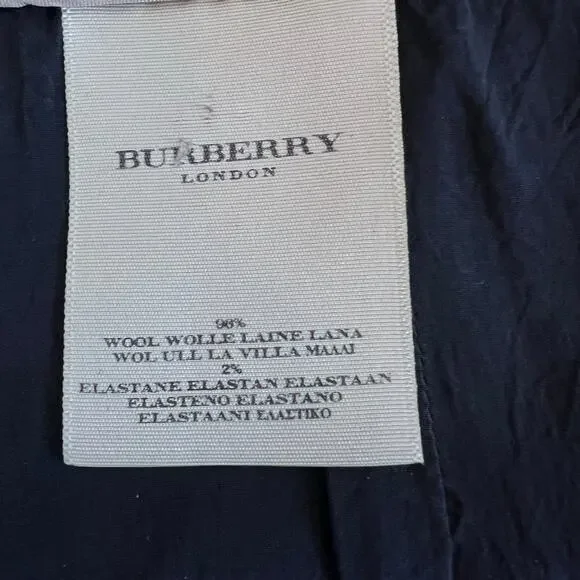 BURBERRY
LONDON
98%
WOOL WOLLE LAINE LANA
WOL ULL LA VILLA ΜΑΛΛΙ
2%
ELASTANE ELASTAN ELASTAAN
ELASTENO ELASTANO
ELASTAANI ΕΛΑΣΤΙΚΟ